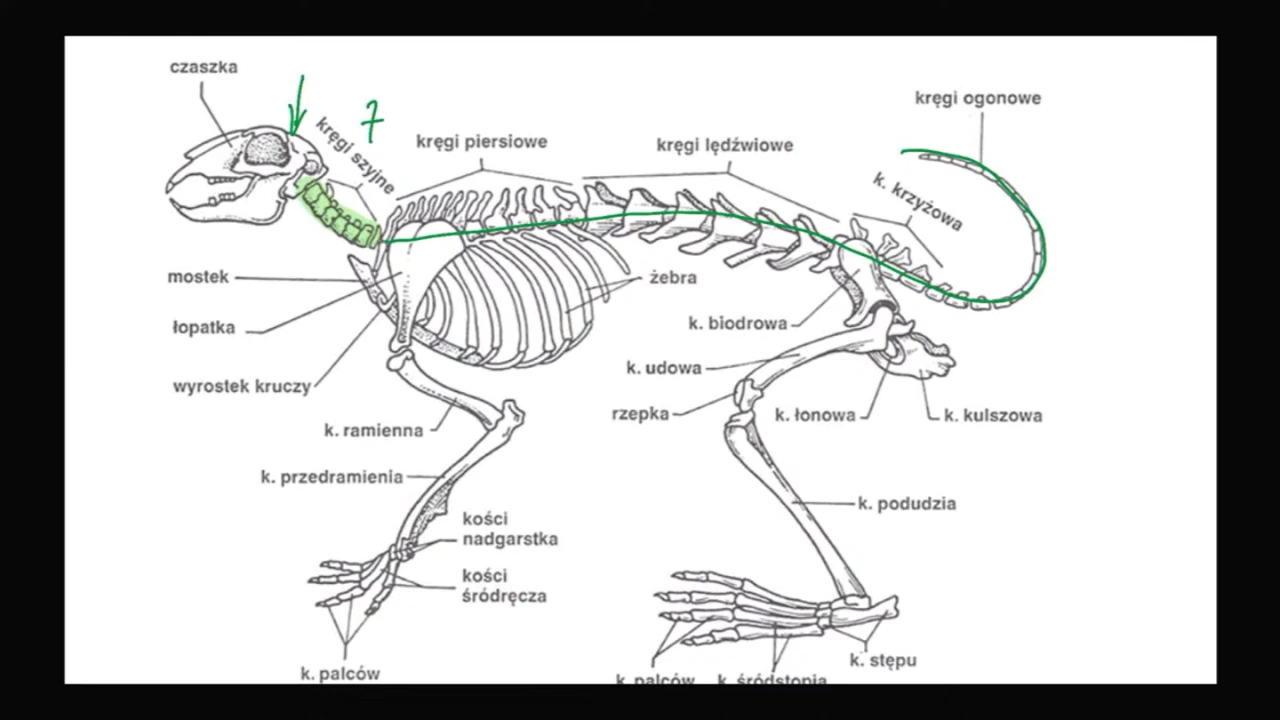 czaszka
7
kręgi szyjne
kręgi piersiowe
kręgi lędźwiowe
kręgi ogonowe
k. krzyżowa
mostek
żebra
łopatka
k. biodrowa
wyrostek kruczy
k. udowa
rzepka
k. łonowa
k. kulszowa
k. ramienna
k. przedramienia
k. podudzia
kości
nadgarstka
kości
śródręcza
k. palców
k. stępu
k. palców
k. śródstopia